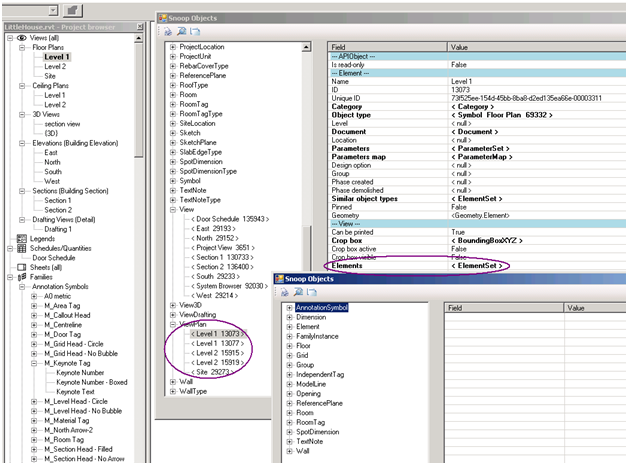 LittleHouse.rvt - Project browser
Views (all)
Floor Plans
Level 1
Level 2
Site
Ceiling Plans
Level 1
Level 2
3D Views
section view
{3D}
Elevations (Building Elevation)
East
North
South
West
Sections (Building Section)
Section 1
Section 2
Drafting Views (Detail)
Drafting 1
Legends
Schedules/Quantities
Door Schedule
Sheets (all)
Families
Annotation Symbols
A0 metric
M_Area Tag
M_Callout Head
M_Centreline
M_Door Tag
M_Grid Head - Circle
M_Grid Head - No Bubble
M_Keynote Tag
Keynote Number
Keynote Number - Boxed
Keynote Text
M_Level Head - Circle
M_Level Head - No Bubble
M_Material Tag
M_North Arrow-2
M_Room Tag
M_Section Head - Filled
M_Section Head - No Arrow
Snoop Objects
ProjectLocation
ProjectUnit
RebarCoverType
ReferencePlane
RoofType
Room
RoomTag
RoomTagType
SiteLocation
Sketch
SketchPlane
SlabEdgeType
SpotDimension
SpotDimensionType
Symbol
TextNote
TextNoteType
View
< Door Schedule 135943 >
< East 29193 >
< North 29152 >
< Project View 3651 >
< Section 1 130733 >
< Section 2 136400 >
< South 29233 >
< System Browser 92030 >
< West 29214 >
View3D
ViewDrafting
ViewPlan
< Level 1 13073 >
< Level 1 13077 >
< Level 2 15915 >
< Level 2 15919 >
< Site 29273 >
Wall
WallType
Field Value
--- APIObject ---
Is read-only False
--- Element ---
Name Level 1
ID 13073
Unique ID 73f525ee-154d-45bb-8ba8-d2ed135ea66e-00003311
Category < Category >
Object type < Symbol Floor Plan 69332 >
Level < null >
Document < Document >
Location < null >
Parameters < ParameterSet >
Parameters map < ParameterMap >
Design option < null >
Group < null >
Phase created < null >
Phase demolished < null >
Similar object types < ElementSet >
Pinned False
Geometry <Geometry.Element>
--- View ---
Can be printed True
Crop box < BoundingBoxXYZ >
Crop box active False
Crop box visible False
Elements < ElementSet >
Snoop Objects
AnnotationSymbol
Dimension
Element
FamilyInstance
Floor
Grid
Group
IndependentTag
ModelLine
Opening
ReferencePlane
Room
RoomTag
SpotDimension
TextNote
Wall
Field Value